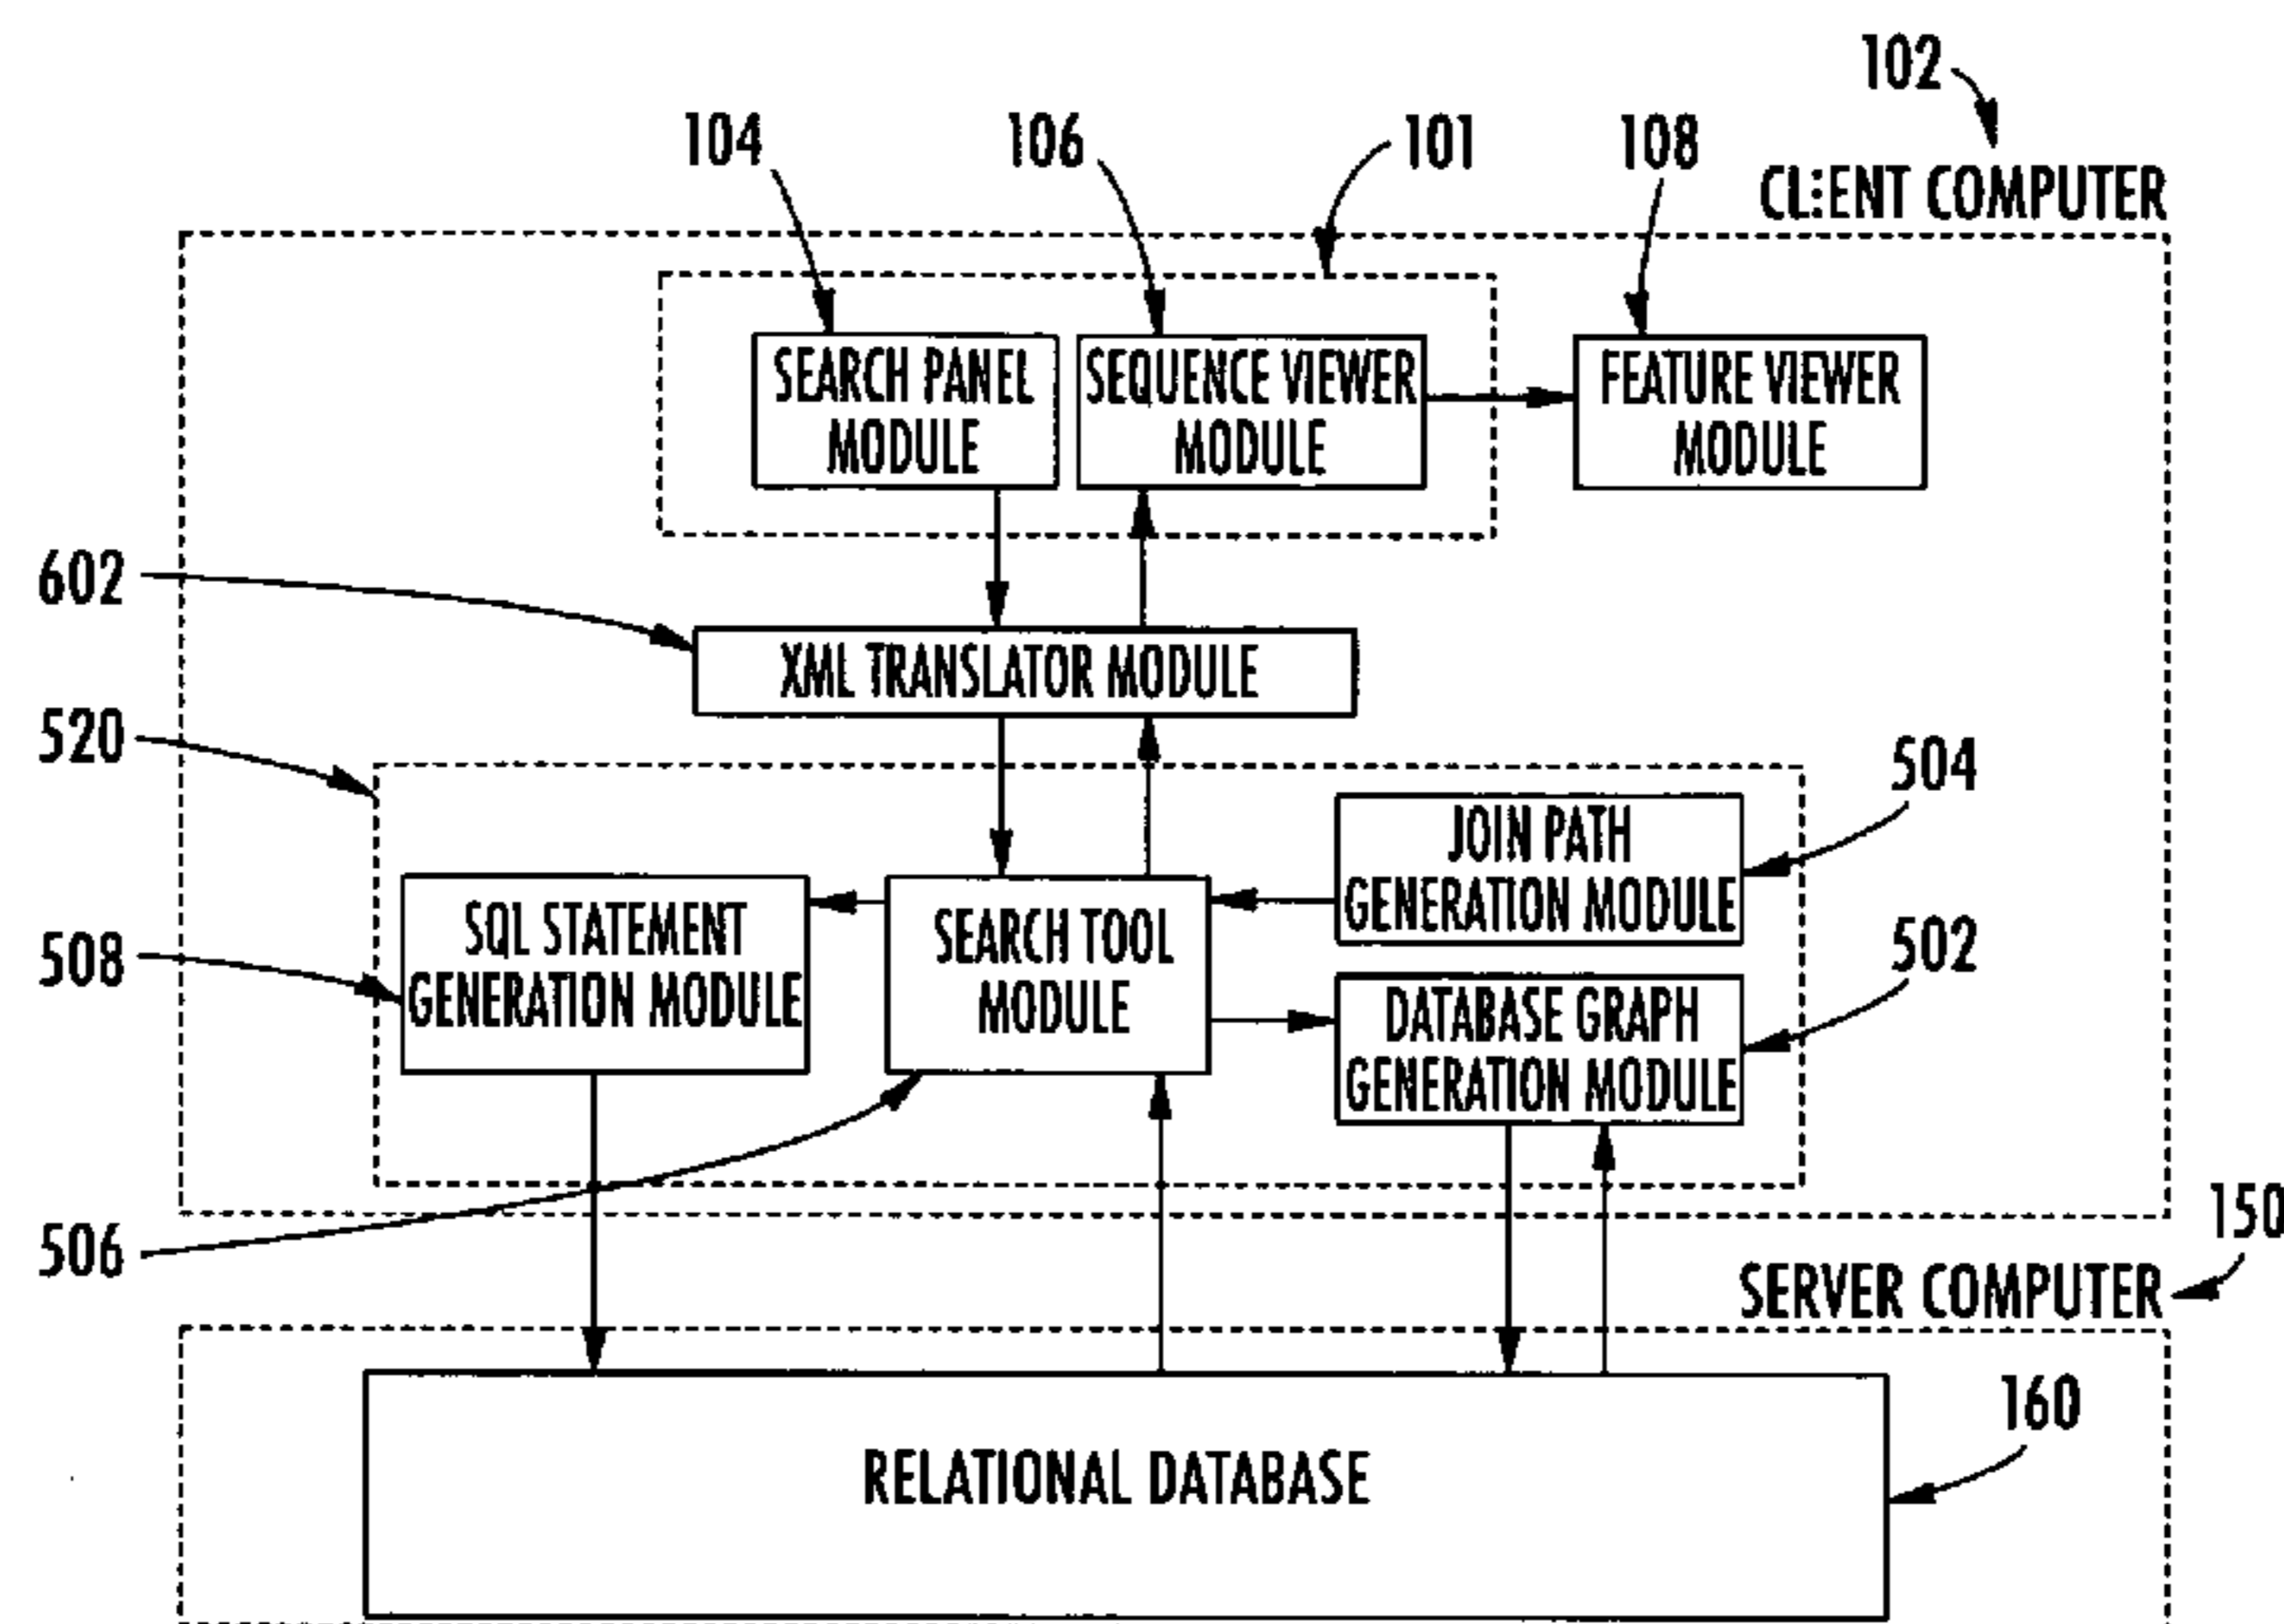 102
104
106
101
108
CLIENT COMPUTER
SEARCH PANEL
MODULE
SEQUENCE VIEWER
MODULE
FEATURE VIEWER
MODULE
602
XML TRANSLATOR MODULE
520
504
JOIN PATH
GENERATION MODULE
SQL STATEMENT
GENERATION MODULE
SEARCH TOOL
MODULE
508
502
DATABASE GRAPH
GENERATION MODULE
506
150
SERVER COMPUTER
160
RELATIONAL DATABASE